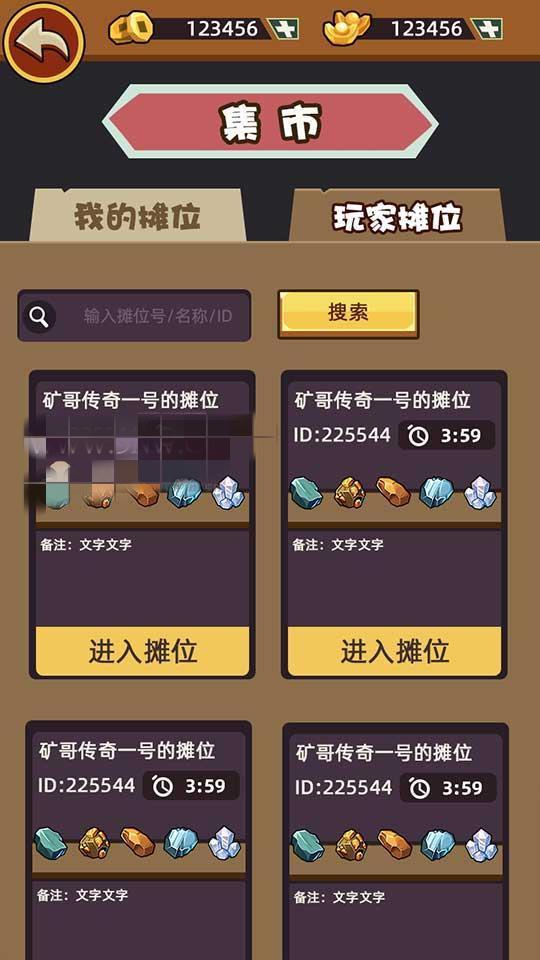 123456
123456
集市
我的摊位
玩家摊位
输入摊位号/名称/ID
搜索
矿哥传奇一号的摊位
备注：文字文字
进入摊位
矿哥传奇一号的摊位
ID:225544
3:59
备注：文字文字
进入摊位
矿哥传奇一号的摊位
ID:225544
3:59
备注：文字文字
矿哥传奇一号的摊位
ID:225544
3:59
备注：文字文字